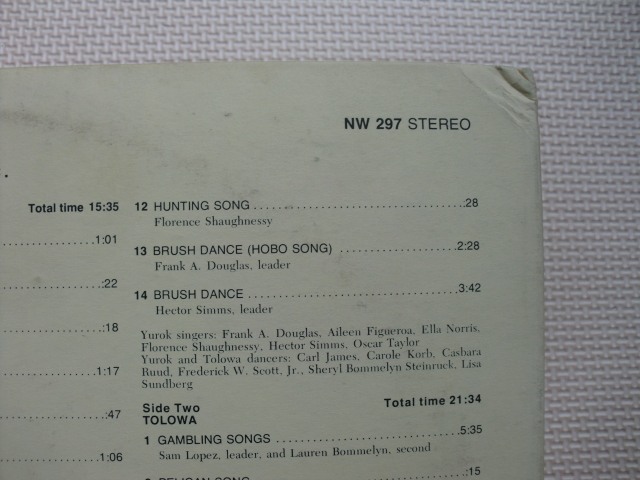 NW 297 STEREO
Total time 15:35
1:01
:22
:18
1:17
:47
1:06
12 HUNTING SONG :28
Florence Shaughnessy
13 BRUSH DANCE (HOBO SONG) 2:28
Frank A. Douglas, leader
14 BRUSH DANCE 3:42
Hector Simms, leader
Yurok singers: Frank A. Douglas, Aileen Figueroa, Ella Norris,
Florence Shaughnessy, Hector Simms, Oscar Taylor
Yurok and Tolowa dancers: Carl James, Carole Korb, Casbara
Ruud, Frederick W. Scott, Jr., Sheryl Bommelyn Steinruck, Lisa
Sundberg
Side Two Total time 21:34
TOLOWA
1 GAMBLING SONGS 5:35
Sam Lopez, leader, and Lauren Bommelyn, second
PELICAN SONG :15